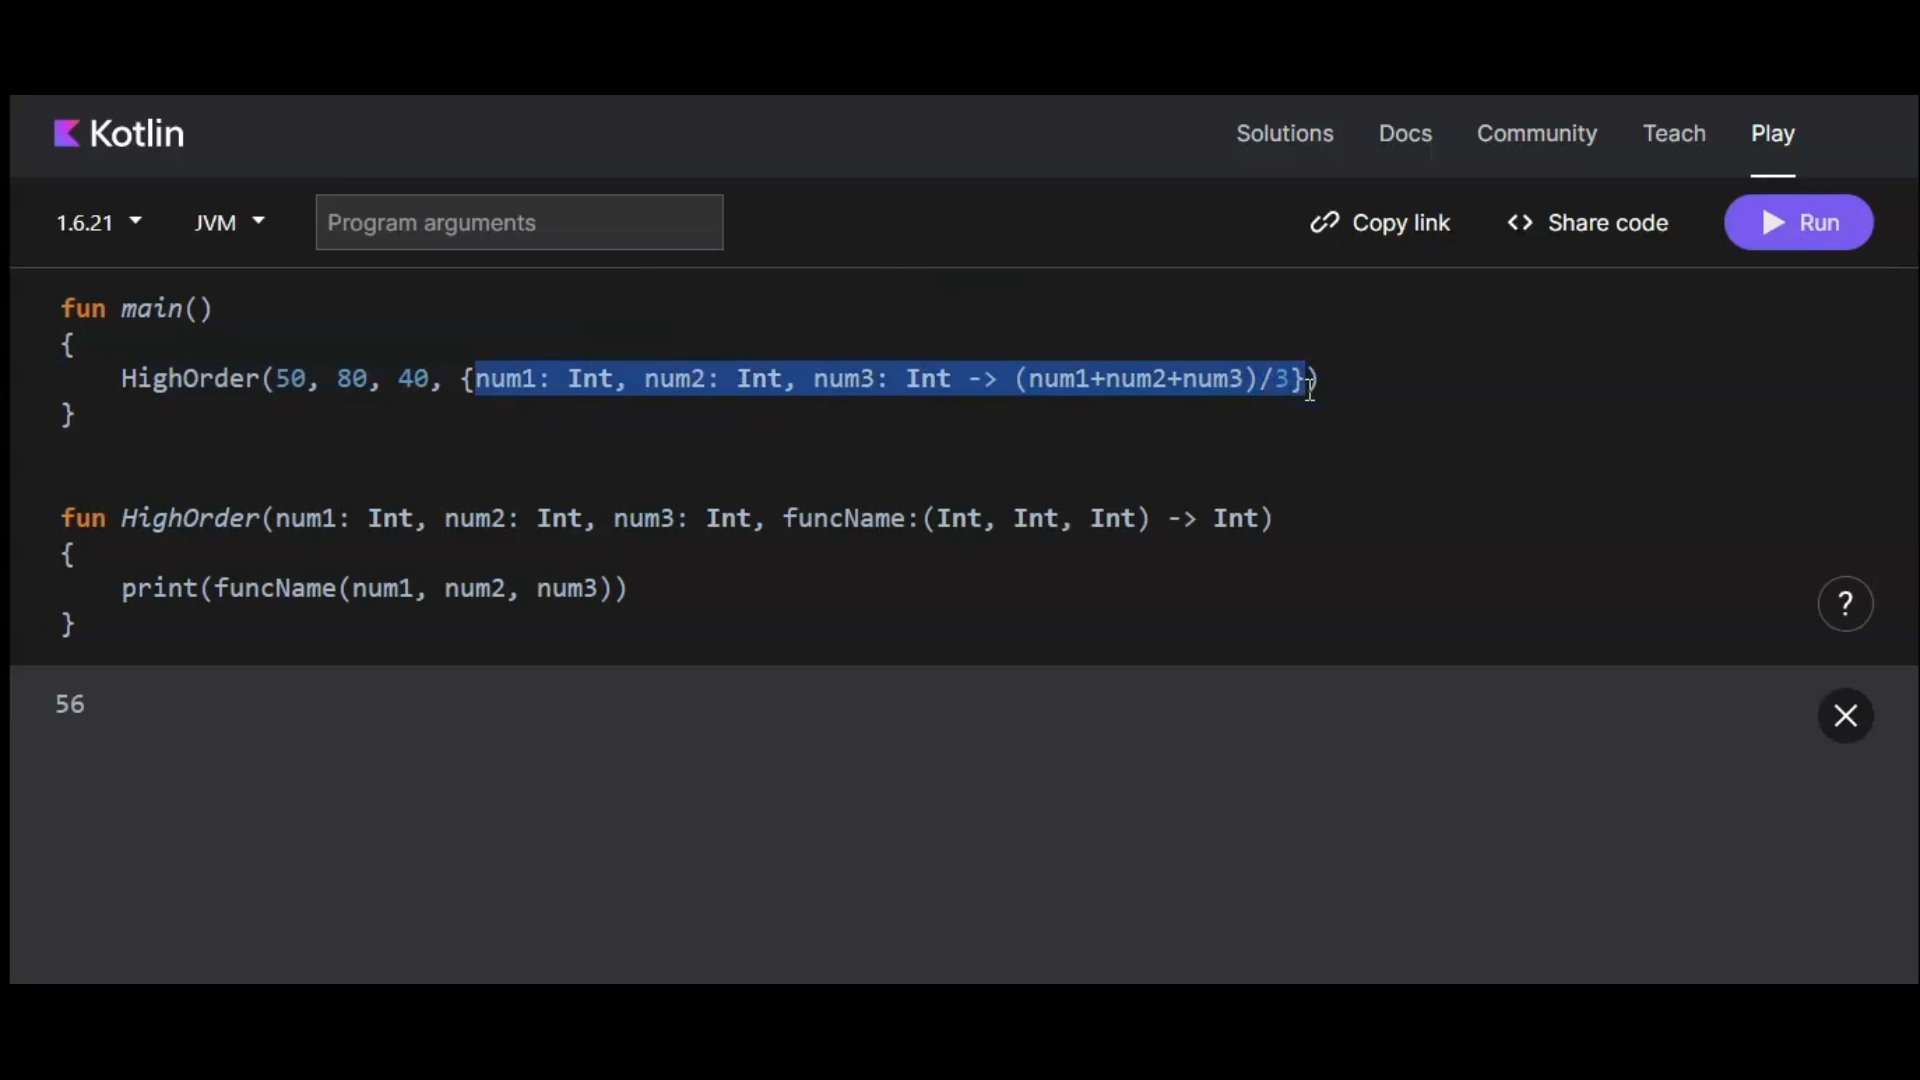 Kotlin
Solutions Docs Community Teach Play
1.6.21 JVM Program arguments Copy link <> Share code Run
fun main()
{
HighOrder(50, 80, 40, {num1: Int, num2: Int, num3: Int -> (num1+num2+num3)/3})
}
fun HighOrder(num1: Int, num2: Int, num3: Int, funcName:(Int, Int, Int) -> Int)
{
print(funcName(num1, num2, num3))
}
?
56